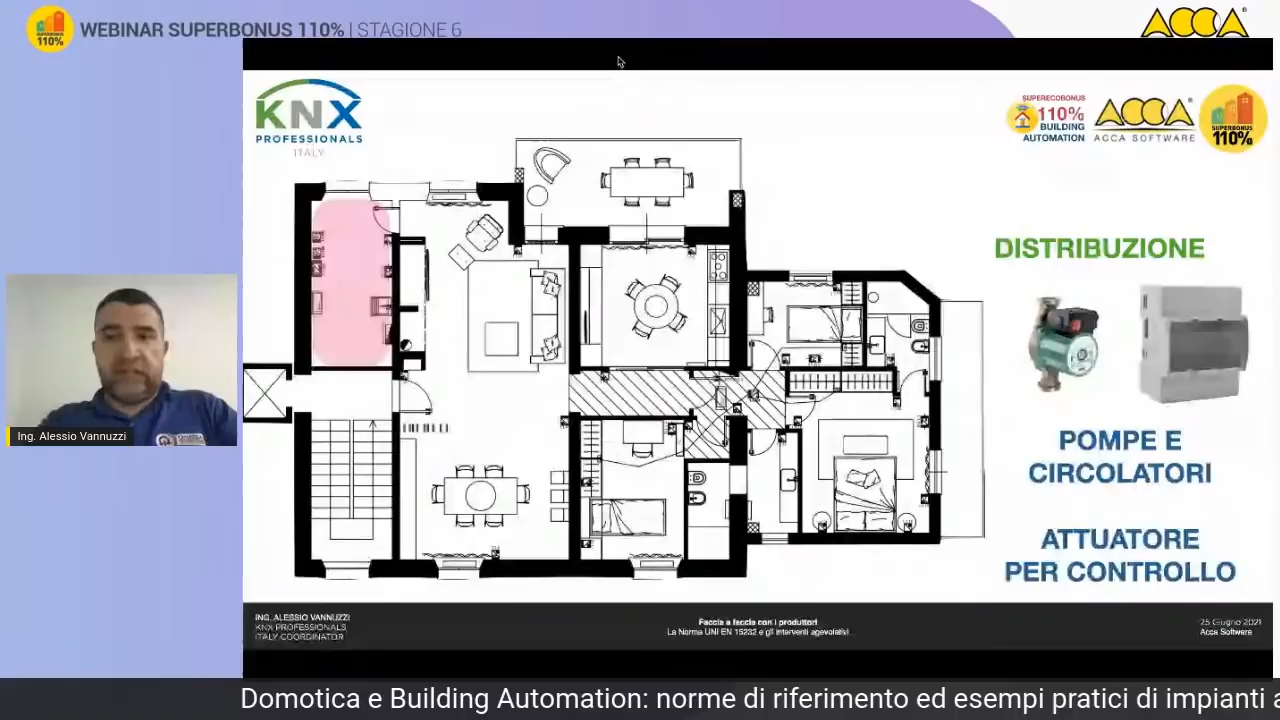 SUPERBONUS
110%
WEBINAR SUPERBONUS 110% | STAGIONE 6
ACCA
KNX
PROFESSIONALS
ITALY
SUPERECOBONUS
110%
BUILDING
AUTOMATION
ACCA
ACCA SOFTWARE
SUPERBONUS
110%
DISTRIBUZIONE
POMPE E
CIRCOLATORI
ATTUATORE
PER CONTROLLO
Ing. Alessio Vannuzzi
ING. ALESSIO VANNUZZI
KNX PROFESSIONALS
ITALY COORDINATOR
Faccia a faccia con i produttori
La Norma UNI EN 15232 e gli interventi agevolativi.
25 Giugno 2021
Acca Software
Domotica e Building Automation: norme di riferimento ed esempi pratici di impianti a